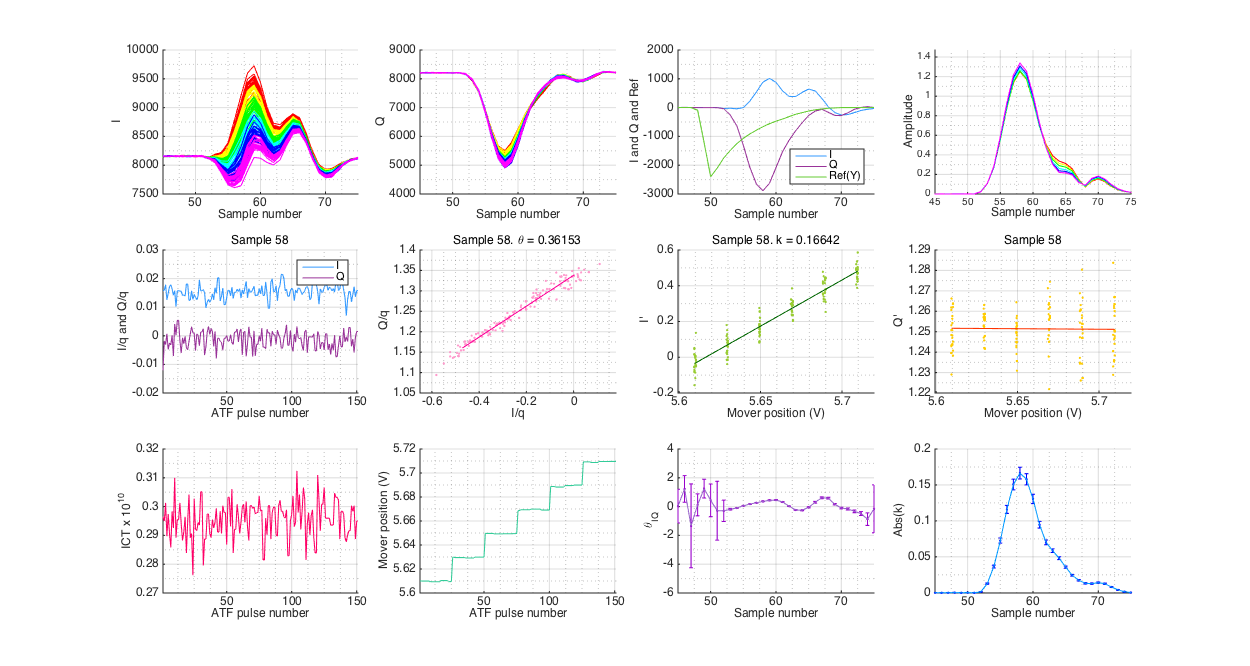 10000
9500
9000
8500
8000
7500
I
50 60 70
Sample number
9000
8000
7000
6000
5000
4000
Q
50 60 70
Sample number
2000
1000
0
-1000
-2000
-3000
I and Q and Ref
I
Q
Ref(Y)
50 60 70
Sample number
1.4
1.2
1
0.8
0.6
0.4
0.2
0
Amplitude
45 50 55 60 65 70 75
Sample number
Sample 58
0.03
0.02
0.01
0
-0.01
-0.02
I/q and Q/q
I
Q
50 100 150
ATF pulse number
Sample 58. θ = 0.36153
1.4
1.35
1.3
1.25
1.2
1.15
1.1
1.05
Q/q
-0.6 -0.4 -0.2 0
I/q
Sample 58. k = 0.16642
0.6
0.4
0.2
0
-0.2
I'
5.6 5.65 5.7
Mover position (V)
Sample 58
1.29
1.28
1.27
1.26
1.25
1.24
1.23
1.22
Q'
5.6 5.65 5.7
Mover position (V)
0.32
0.31
0.3
0.29
0.28
0.27
ICT x 10^10
50 100 150
ATF pulse number
5.72
5.7
5.68
5.66
5.64
5.62
5.6
Mover position (V)
50 100 150
ATF pulse number
4
2
0
-2
-4
-6
θIQ
50 60 70
Sample number
0.2
0.15
0.1
0.05
0
Abs(k)
50 60 70
Sample number